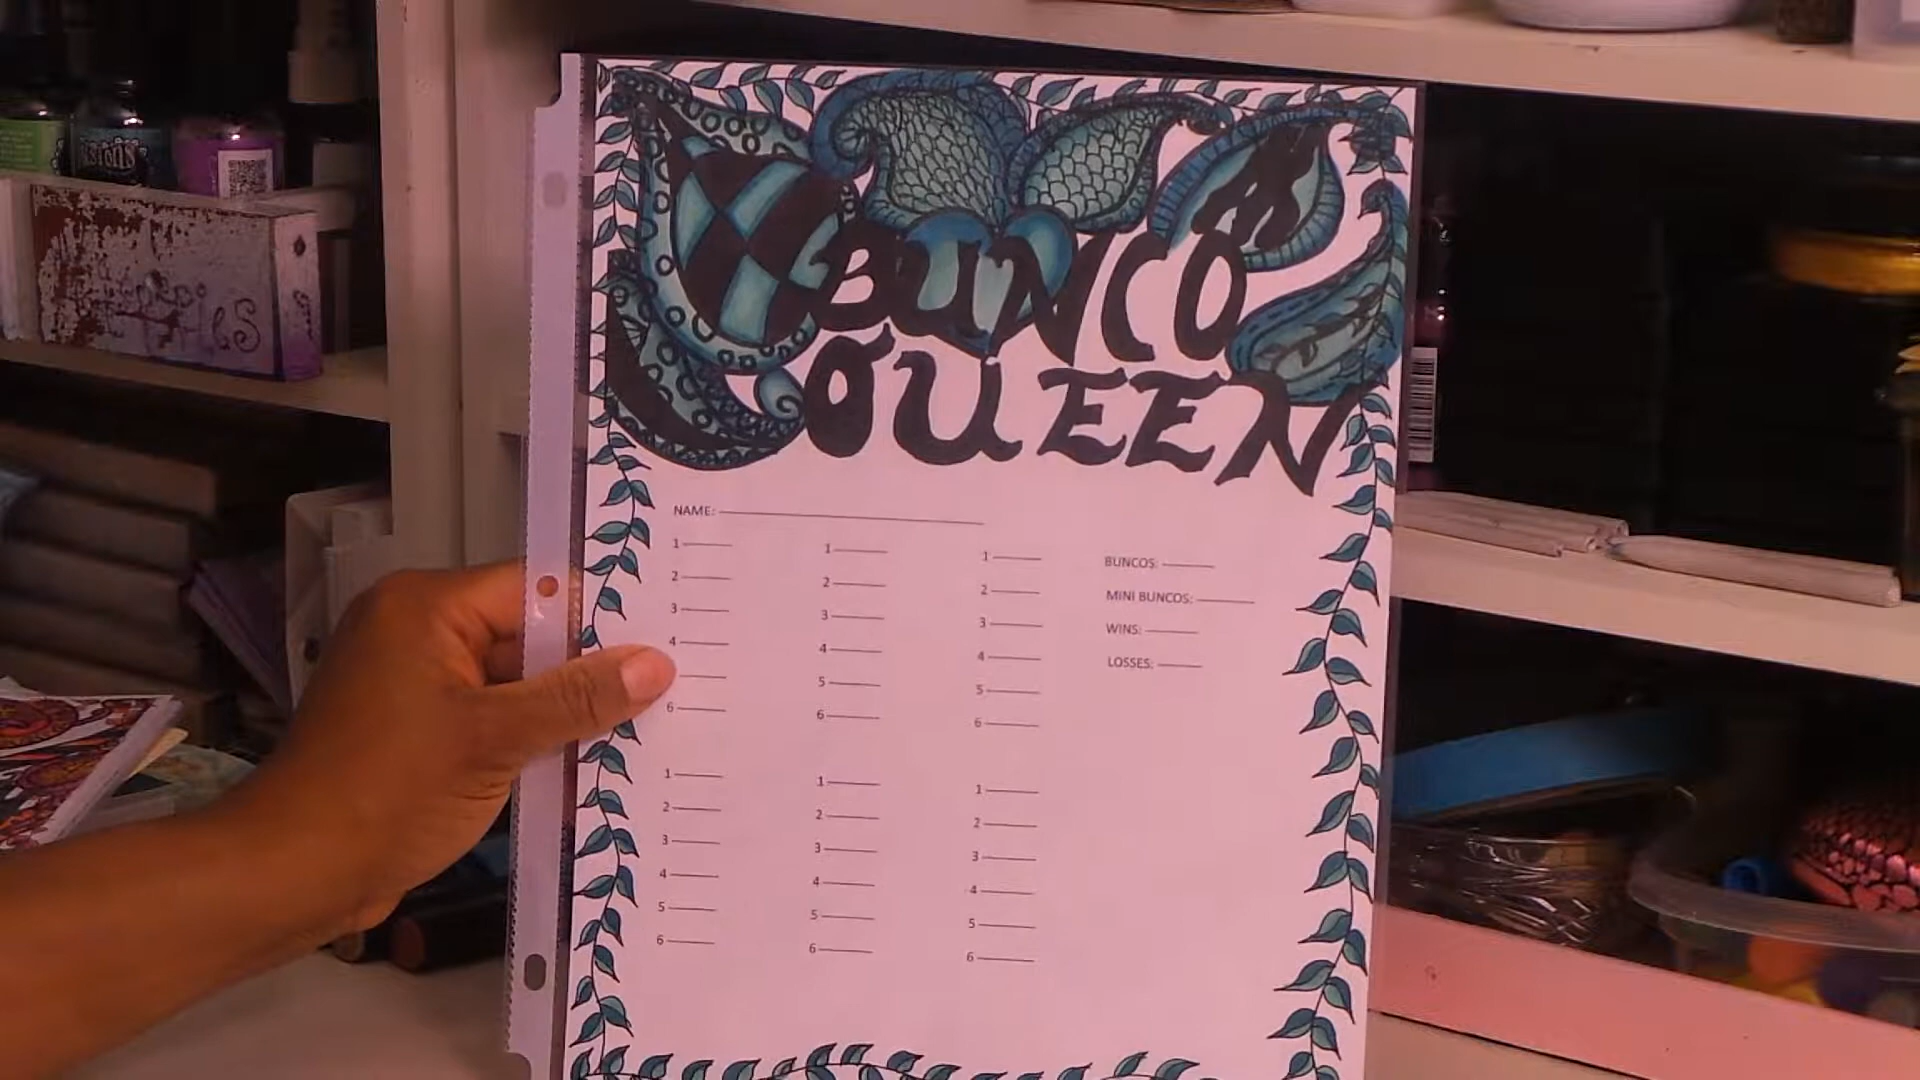 BUNCO
QUEEN
NAME:
1 1 1 BUNCOS:
2 2 2 MINI BUNCOS:
3 3 3 WINS:
4 4 4 LOSSES:
5 5
6 6 6
1 1 1
2 2 2
3 3 3
4 4 4
5 5 5
6 6 6